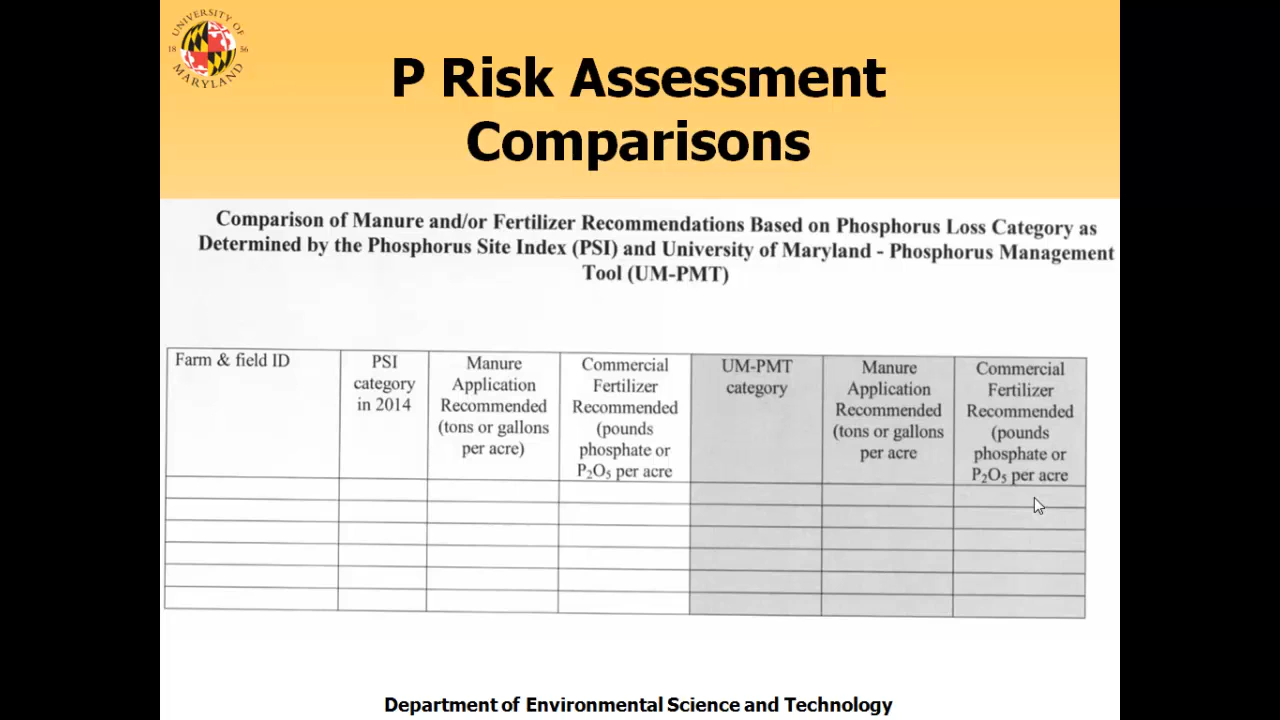 UNIVERSITY OF
18 56
MARYLAND
P Risk Assessment
Comparisons
Comparison of Manure and/or Fertilizer Recommendations Based on Phosphorus Loss Category as
Determined by the Phosphorus Site Index (PSI) and University of Maryland - Phosphorus Management
Tool (UM-PMT)
Farm & field ID
PSI
category
in 2014
Manure
Application
Recommended
(tons or gallons
per acre)
Commercial
Fertilizer
Recommended
(pounds
phosphate or
P₂O₅ per acre
UM-PMT
category
Manure
Application
Recommended
(tons or gallons
per acre
Commercial
Fertilizer
Recommended
(pounds
phosphate or
P₂O₅ per acre
Department of Environmental Science and Technology